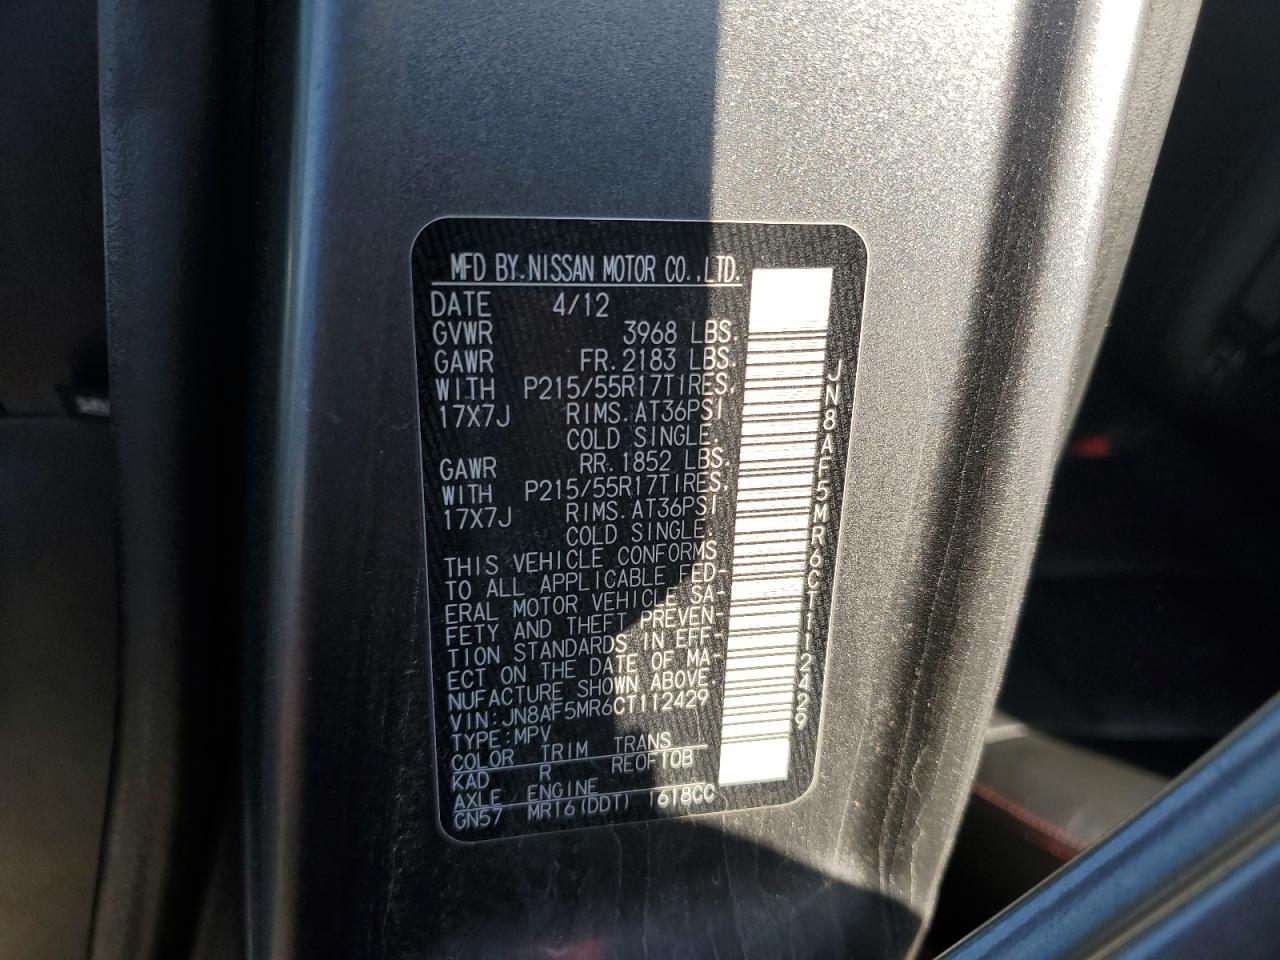 MFD BY.NISSAN MOTOR CO.,LTD.
DATE 4/12
GVWR 3968 LBS.
GAWR FR.2183 LBS.
WITH P215/55R17TIRES,
17X7J RIMS.AT36PSI
COLD SINGLE.
GAWR RR.1852 LBS.
WITH P215/55R17TIRES,
17X7J RIMS.AT36PSI
COLD SINGLE.
THIS VEHICLE CONFORMS
TO ALL APPLICABLE FED-
ERAL MOTOR VEHICLE SA-
FETY AND THEFT PREVEN-
TION STANDARDS IN EFF-
ECT ON THE DATE OF MA-
NUFACTURE SHOWN ABOVE.
VIN:JN8AF5MR6CT112429
TYPE:MPV
COLOR TRIM TRANS
KAD R RE0F10B
AXLE ENGINE
GN57 MR16(DDT) 1618CC
JN8AF5MR6CT112429